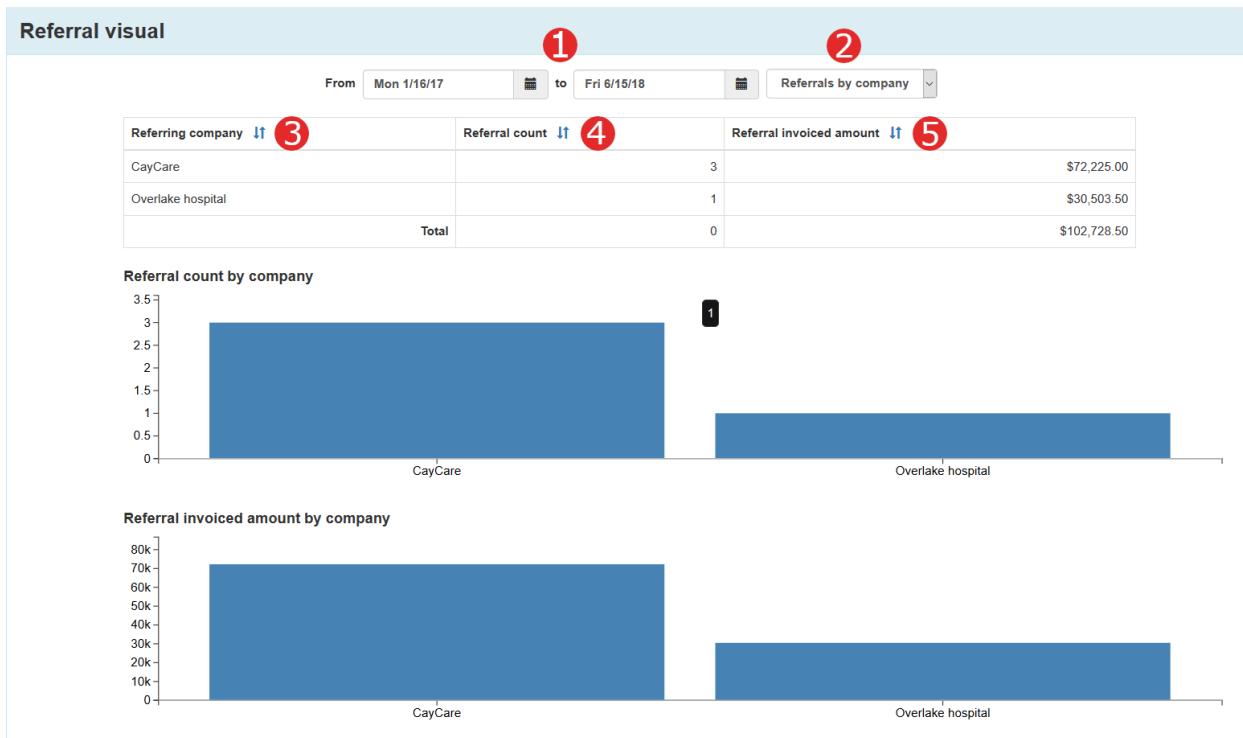 Referral visual
1 2
From Mon 1/16/17 to Fri 6/15/18 Referrals by company
Referring company 3 Referral count 4 Referral invoiced amount 5
CayCare 3 $72,225.00
Overlake hospital 1 $30,503.50
Total 0 $102,728.50
Referral count by company
3.5
1
3
2.5
2
1.5
1
0.5
0
CayCare Overlake hospital
Referral invoiced amount by company
80k
70k
60k
50k
40k
30k
20k
10k
0
CayCare Overlake hospital